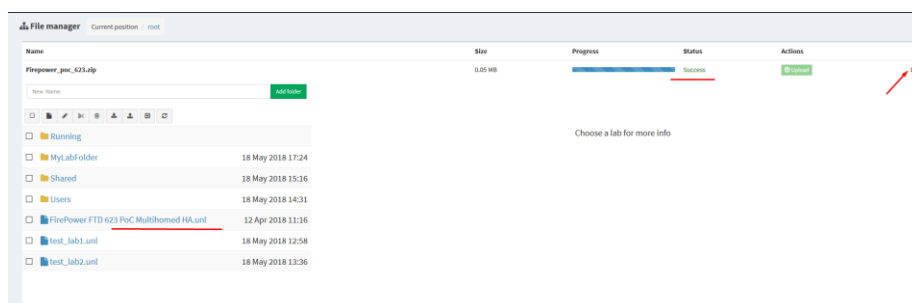 File manager Current position / root
Name Size Progress Status Actions
Firepower_poc_623.zip 0.05 MB Success Upload
New Name Add folder
Choose a lab for more info
Running
MyLabFolder 18 May 2018 17:24
Shared 18 May 2018 15:16
Users 18 May 2018 14:31
FirePower FTD 623 PoC Multihomed HA.unl 12 Apr 2018 11:16
test_lab1.unl 18 May 2018 12:58
test_lab2.unl 18 May 2018 13:36